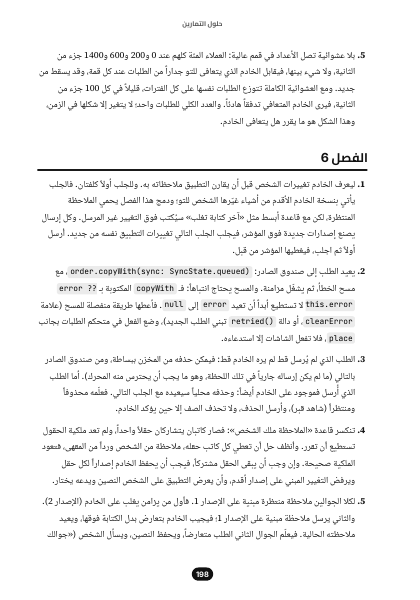 حلول التمارين
5. بلا عشوائية تصل الأعداد في قمم عالية: العملاء المئة كلهم عند 0 و200 و600 و1400 جزء من
الثانية، ولا شيء بينها، فيقابل الخادم الذي يتعافى للتو جداراً من الطلبات عند كل قمة، وقد يسقط من
جديد. ومع العشوائية الكاملة تتوزع الطلبات نفسها على كل الفترات، قليلاً في كل 100 جزء من
الثانية، فيرى الخادم المتعافي تدفقاً هادئاً. والعدد الكلي للطلبات واحد؛ لا يتغير إلا شكلها في الزمن،
وهذا الشكل هو ما يقرر هل يتعافى الخادم.
الفصل 6
1. ليعرف الخادم تغييرات الشخص قبل أن يقارن التطبيق ملاحظاته به. وللجلب أولاً كلفتان. فالجلب
يأتي بنسخة الخادم الأقدم من أشياء غيّرها الشخص للتو؛ ودمج هذا الفصل يحمي الملاحظة
المنتظرة، لكن مع قاعدة أبسط مثل «آخر كتابة تغلب» سيُكتب فوق التغيير غير المرسل. وكل إرسال
يصنع إصدارات جديدة فوق المؤشر، فيجلب الجلب التالي تغييرات التطبيق نفسه من جديد. أرسل
أولاً ثم اجلب، فيغطيها المؤشر من قبل.
2. يعيد الطلب إلى صندوق الصادر: order.copyWith(sync: SyncState.queued)، مع
مسح الخطأ، ثم يشغّل مزامنة. والمسح يحتاج انتباهاً: فـ copyWith المكتوبة بـ error ??
this.error لا تستطيع أبداً أن تعيد error إلى null. فأعطها طريقة منفصلة للمسح (علامة
clearError، أو دالة retried() تبني الطلب الجديد)، وضع الفعل في متحكم الطلبات بجانب
place، فلا تفعل الشاشات إلا استدعاءه.
3. الطلب الذي لم يُرسل قط لم يره الخادم قط: فيمكن حذفه من المخزن ببساطة، ومن صندوق الصادر
بالتالي (ما لم يكن إرساله جارياً في تلك اللحظة، وهو ما يجب أن يحترس منه المحرك). أما الطلب
الذي أُرسل فموجود على الخادم أيضاً: وحذفه محلياً سيعيده مع الجلب التالي. فعلّمه محذوفاً
ومنتظراً (شاهد قبر)، وأرسل الحذف، ولا تحذف الصف إلا حين يؤكد الخادم.
4. تنكسر قاعدة «الملاحظة ملك الشخص»: فصار كاتبان يتشاركان حقلاً واحداً، ولم تعد ملكية الحقول
تستطيع أن تقرر. وأنظف حل أن تعطي كل كاتب حقله، ملاحظة من الشخص ورداً من المقهى، فتعود
الملكية صحيحة. وإن وجب أن يبقى الحقل مشتركاً، فيجب أن يحفظ الخادم إصداراً لكل حقل
ويرفض التغيير المبني على إصدار أقدم، وأن يعرض التطبيق على الشخص النصين ويدعه يختار.
5. لكلا الجوالين ملاحظة منتظرة مبنية على الإصدار 1. فأول من يزامن يغلب على الخادم (الإصدار 2).
والثاني يرسل ملاحظة مبنية على الإصدار 1؛ فيجيب الخادم بتعارض بدل الكتابة فوقها، ويعيد
ملاحظته الحالية. فيعلّم الجوال الثاني الطلب متعارضاً، ويحفظ النصين، ويسأل الشخص («جوالك
198